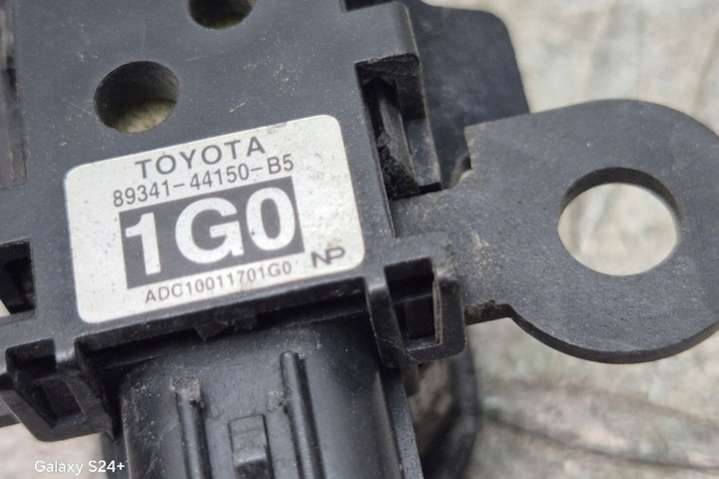 TOYOTA
89341-44150-B5
1G0
ADC10011701G0
NP
Galaxy S24+